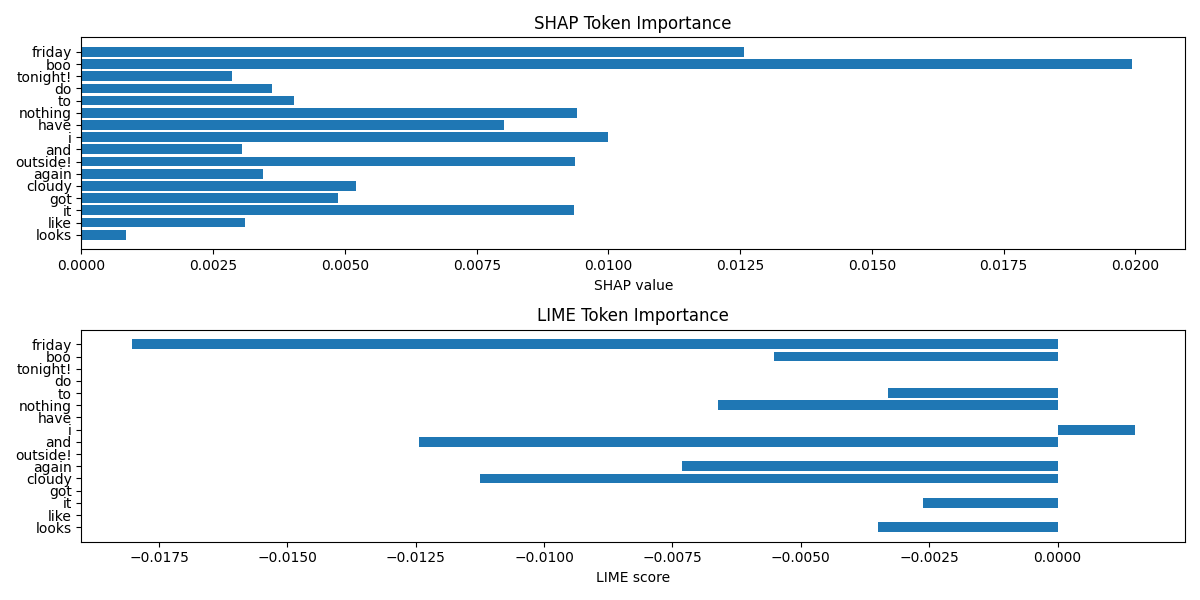 SHAP Token Importance
friday
boo
tonight!
do
to
nothing
have
i
and
outside!
again
cloudy
got
it
like
looks
0.0000 0.0025 0.0050 0.0075 0.0100 0.0125 0.0150 0.0175 0.0200
SHAP value
LIME Token Importance
friday
boo
tonight!
do
to
nothing
have
i
and
outside!
again
cloudy
got
it
like
looks
−0.0175 −0.0150 −0.0125 −0.0100 −0.0075 −0.0050 −0.0025 0.0000
LIME score